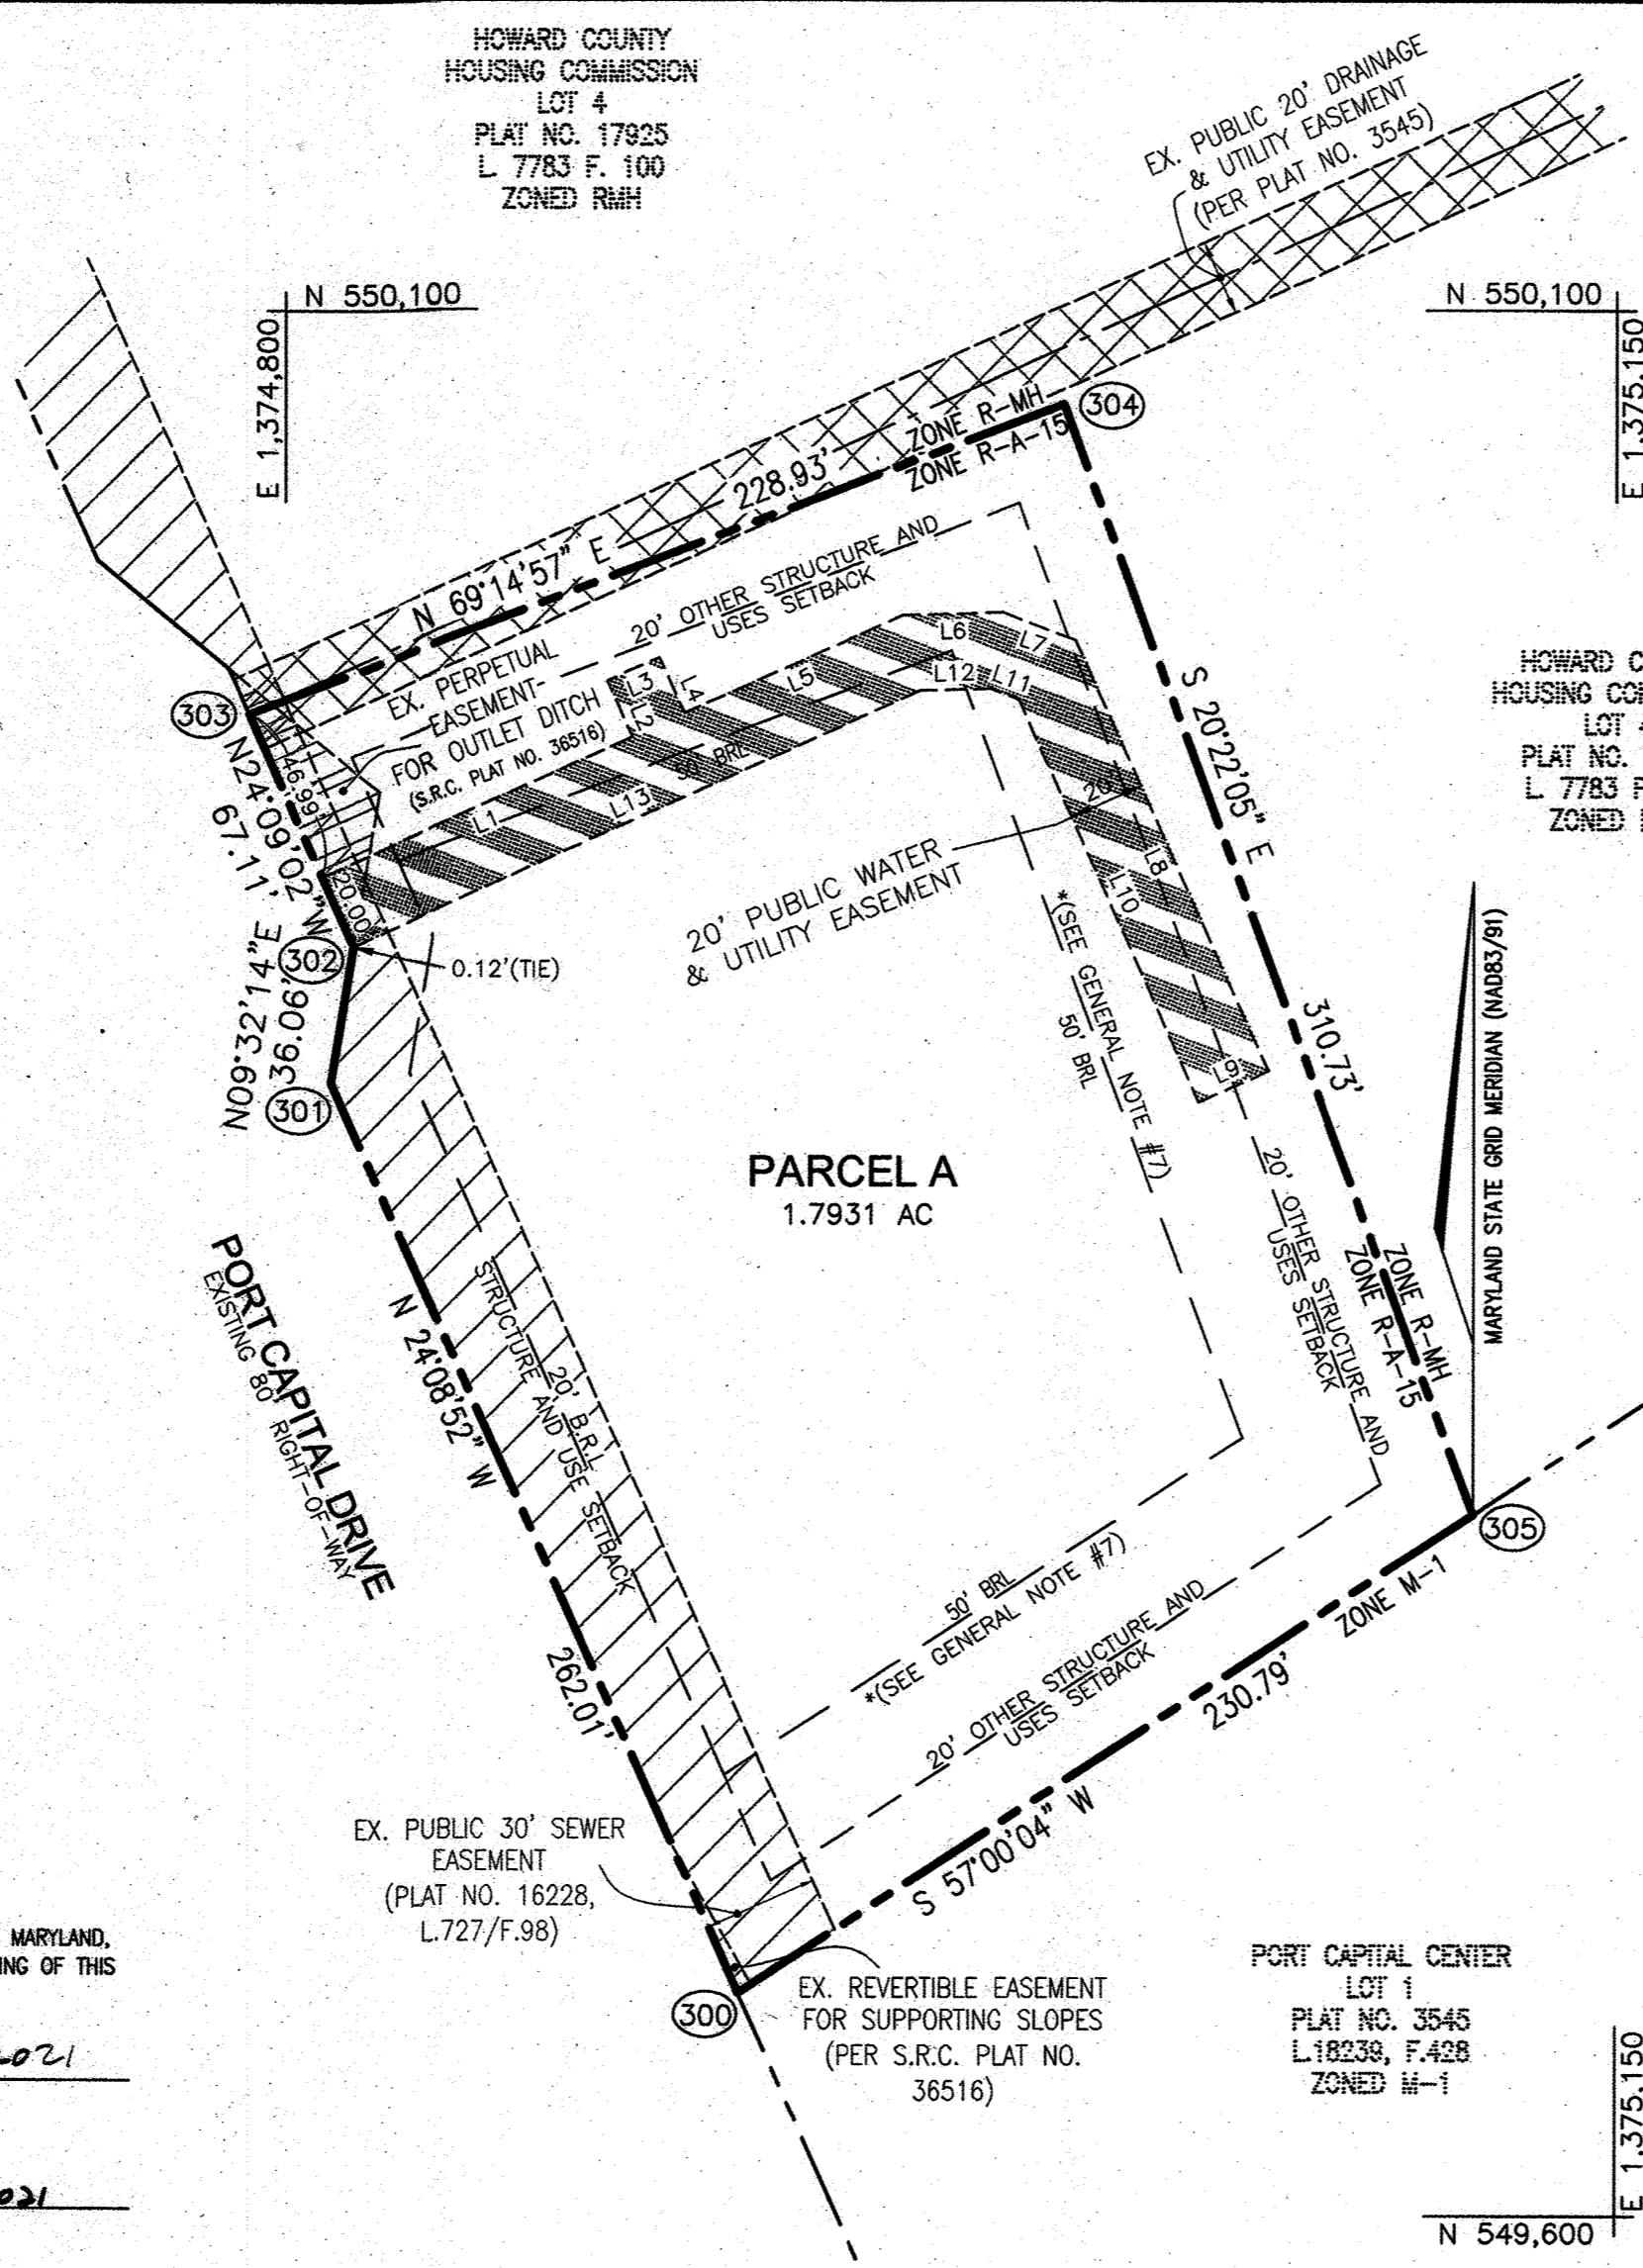 HOWARD COUNTY
HOUSING COMMISSION
LOT 4
PLAT NO. 17925
L. 7783 F. 100
ZONED RMH
EX. PUBLIC 20' DRAINAGE
& UTILITY EASEMENT
(PER PLAT NO. 3545)
N 550,100
E 1,374,800
N 550,100
E 1,375,150
304
ZONE R-MH
ZONE R-A-15
228.93'
N 69°14'57" E
20' OTHER STRUCTURE AND
USES SETBACK
EX. PERPETUAL
EASEMENT
FOR OUTLET DITCH
(S.R.C. PLAT NO. 36516)
L3
L2
L4
L5
L6
L7
L12
L11
L1
L13
50' BRL
20'
L8
L10
L9
303
N24°09'02"W
67.11'
46.99'
20.00'
302
0.12'(TIE)
N09°32'14"E
36.06'
301
20' PUBLIC WATER
& UTILITY EASEMENT
*(SEE GENERAL NOTE #7)
50' BRL
S 20°22'05" E
310.73'
HOWARD C
HOUSING CO
LOT
PLAT NO.
L. 7783 F
ZONED
MARYLAND STATE GRID MERIDIAN (NAD83/91)
PARCEL A
1.7931 AC
20' OTHER STRUCTURE AND
USES SETBACK
ZONE R-MH
ZONE R-A-15
PORT CAPITAL DRIVE
EXISTING 80' RIGHT-OF-WAY
N 24°08'52" W
262.01'
20' B.R.L.
STRUCTURE AND USE SETBACK
305
50' BRL
*(SEE GENERAL NOTE #7)
20' OTHER STRUCTURE AND
USES SETBACK
ZONE M-1
230.79'
S 57°00'04" W
EX. PUBLIC 30' SEWER
EASEMENT
(PLAT NO. 16228,
L.727/F.98)
300
EX. REVERTIBLE EASEMENT
FOR SUPPORTING SLOPES
(PER S.R.C. PLAT NO.
36516)
PORT CAPITAL CENTER
LOT 1
PLAT NO. 3545
L.18239, F.428
ZONED M-1
MARYLAND,
ING OF THIS
021
021
E 1,375,150
N 549,600